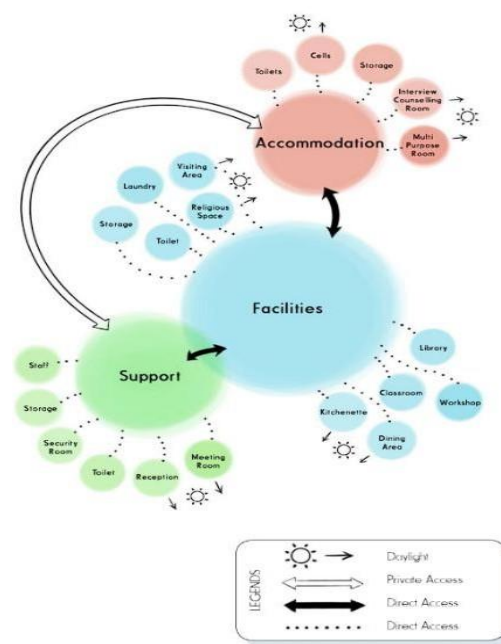 Cells
Toilets
Storage
Interview
Counselling
Room
Accommodation
Multi
Purpose
Room
Visiting
Area
Laundry
Religious
Space
Storage
Toilet
Facilities
Library
Support
Staff
Classroom
Workshop
Kitchenette
Storage
Dining
Area
Security
Room
Meeting
Room
Toilet
Reception
LEGENDS
Daylight
Private Access
Direct Access
Direct Access